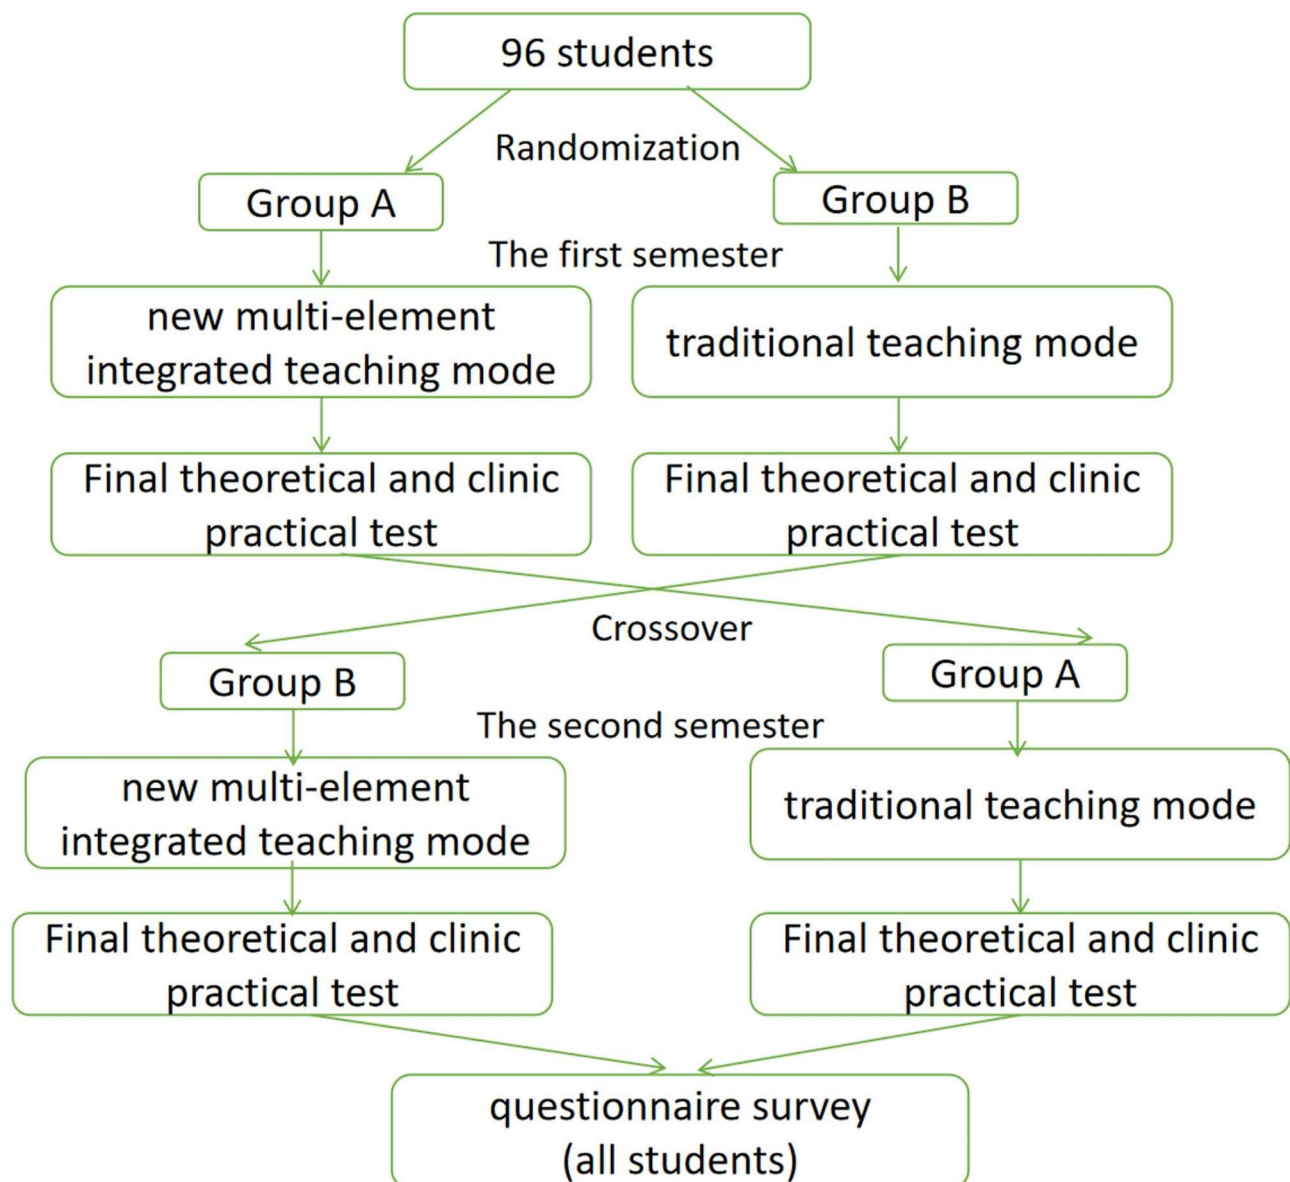 96 students
Randomization
Group A
Group B
The first semester
new multi-element
integrated teaching mode
traditional teaching mode
Final theoretical and clinic
practical test
Final theoretical and clinic
practical test
Crossover
Group B
Group A
The second semester
new multi-element
integrated teaching mode
traditional teaching mode
Final theoretical and clinic
practical test
Final theoretical and clinic
practical test
questionnaire survey
(all students)